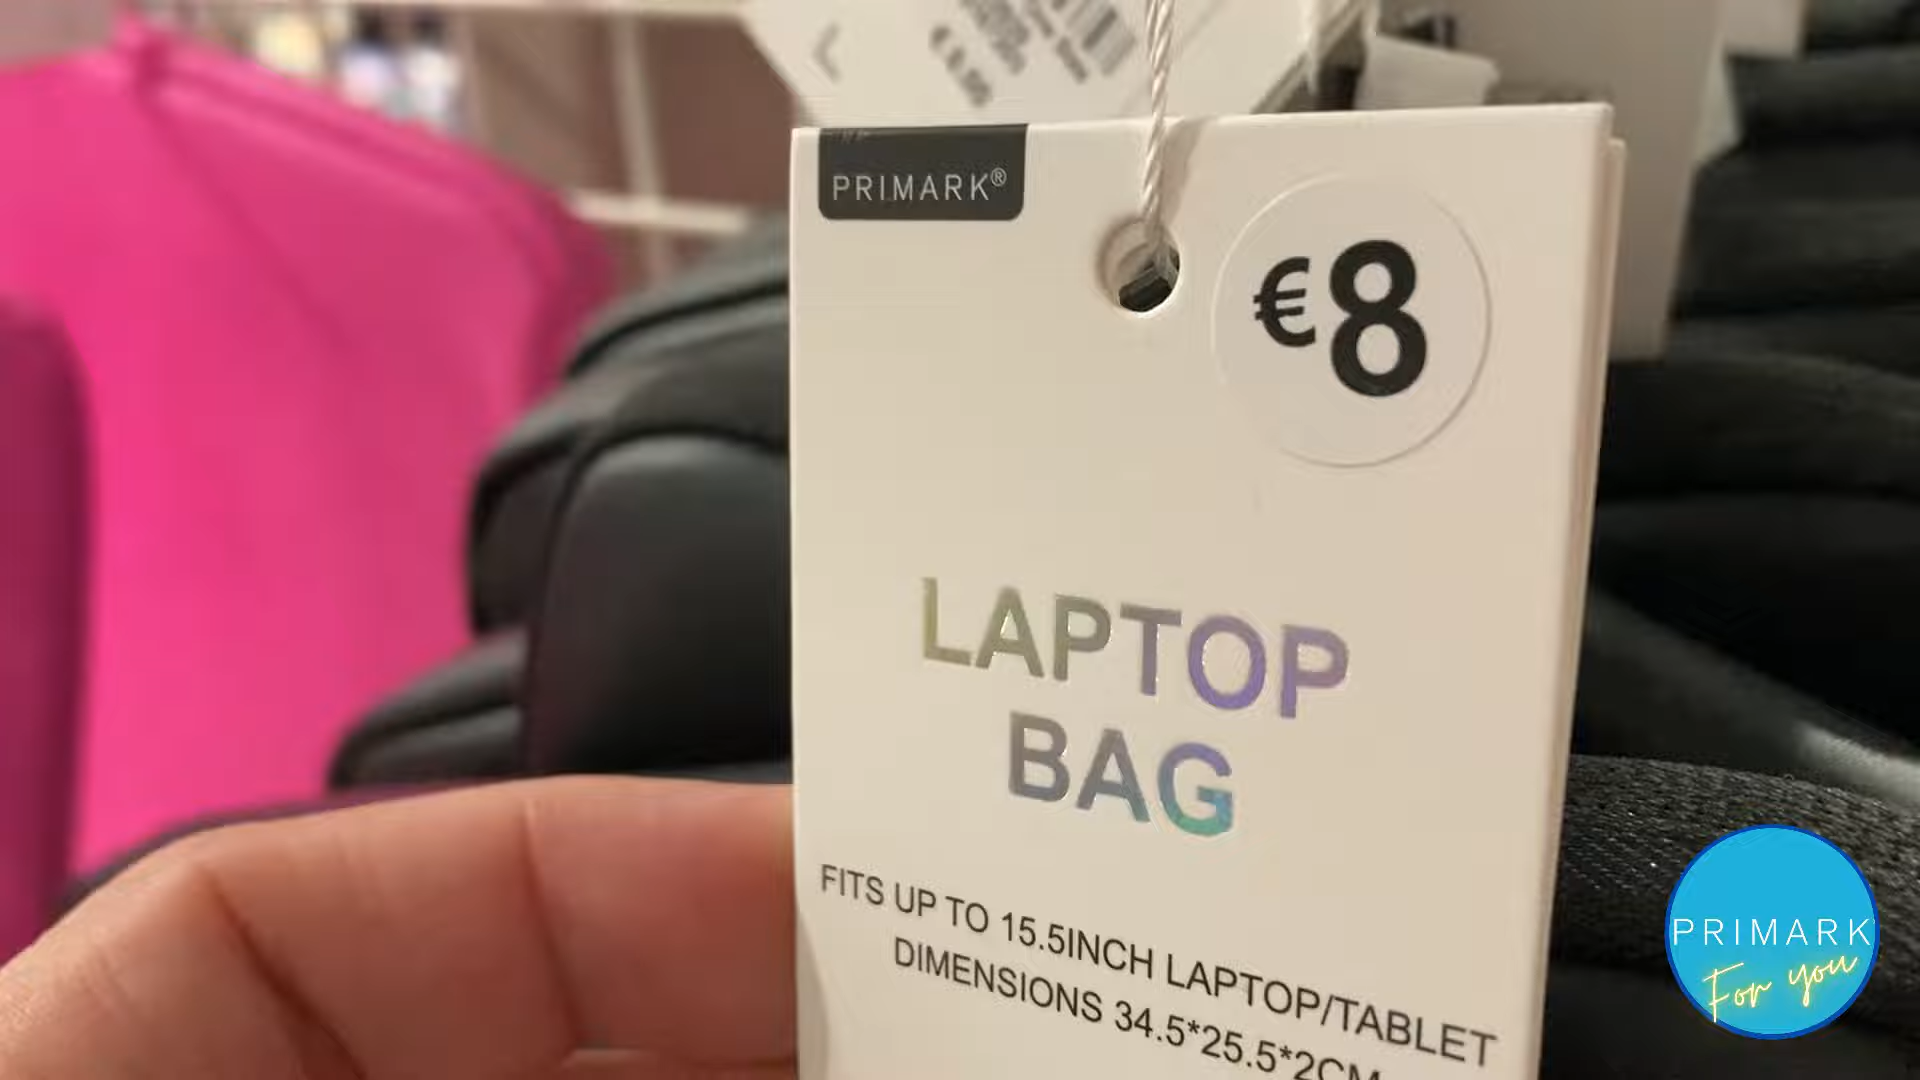 PRIMARK®
€8
LAPTOP
BAG
FITS UP TO 15.5INCH LAPTOP/TABLET
DIMENSIONS 34.5*25.5*2CM
PRIMARK
For you